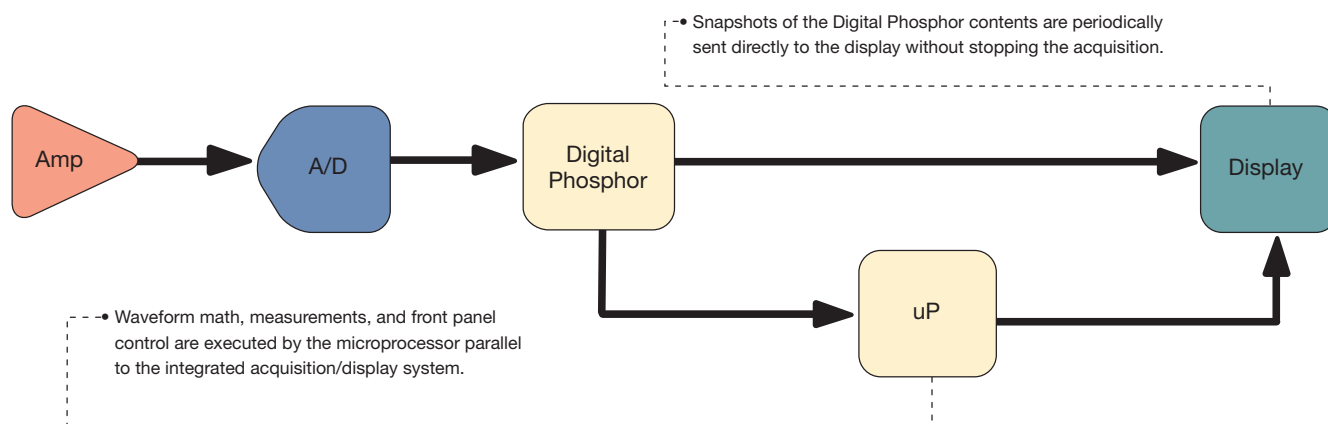 Snapshots of the Digital Phosphor contents are periodically
sent directly to the display without stopping the acquisition.
Amp
A/D
Digital
Phosphor
Display
uP
Waveform math, measurements, and front panel
control are executed by the microprocessor parallel
to the integrated acquisition/display system.